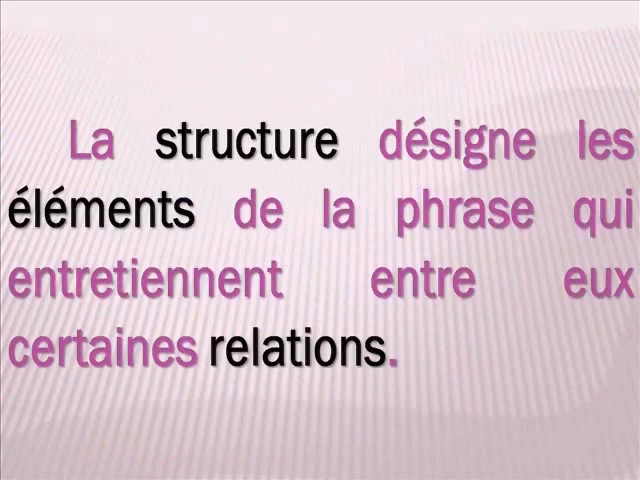 La structure désigne les
éléments de la phrase qui
entretiennent entre eux
certaines relations.